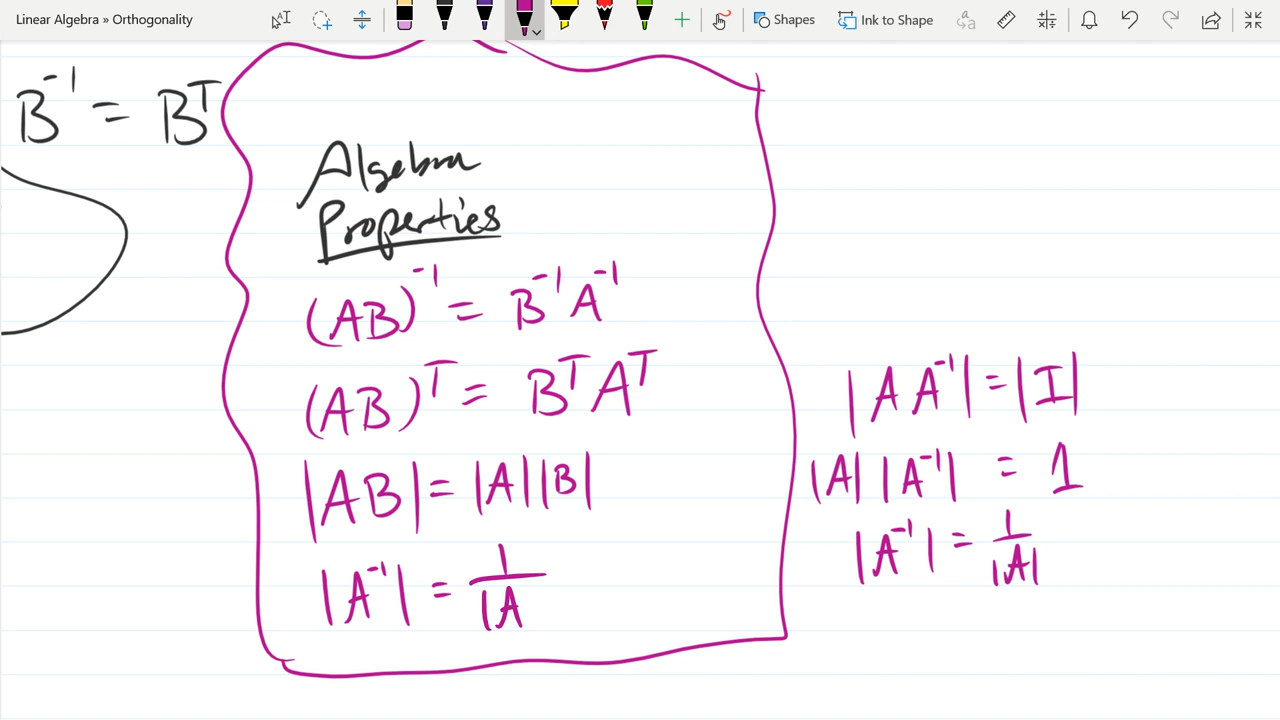 Linear Algebra » Orthogonality
Shapes
Ink to Shape
B⁻¹ = Bᵀ
Algebra
Properties
(AB)⁻¹ = B⁻¹A⁻¹
(AB)ᵀ = BᵀAᵀ
|AB| = |A||B|
|A⁻¹| = 1/|A
|A A⁻¹| = |I|
|A| |A⁻¹| = 1
|A⁻¹| = 1/|A|